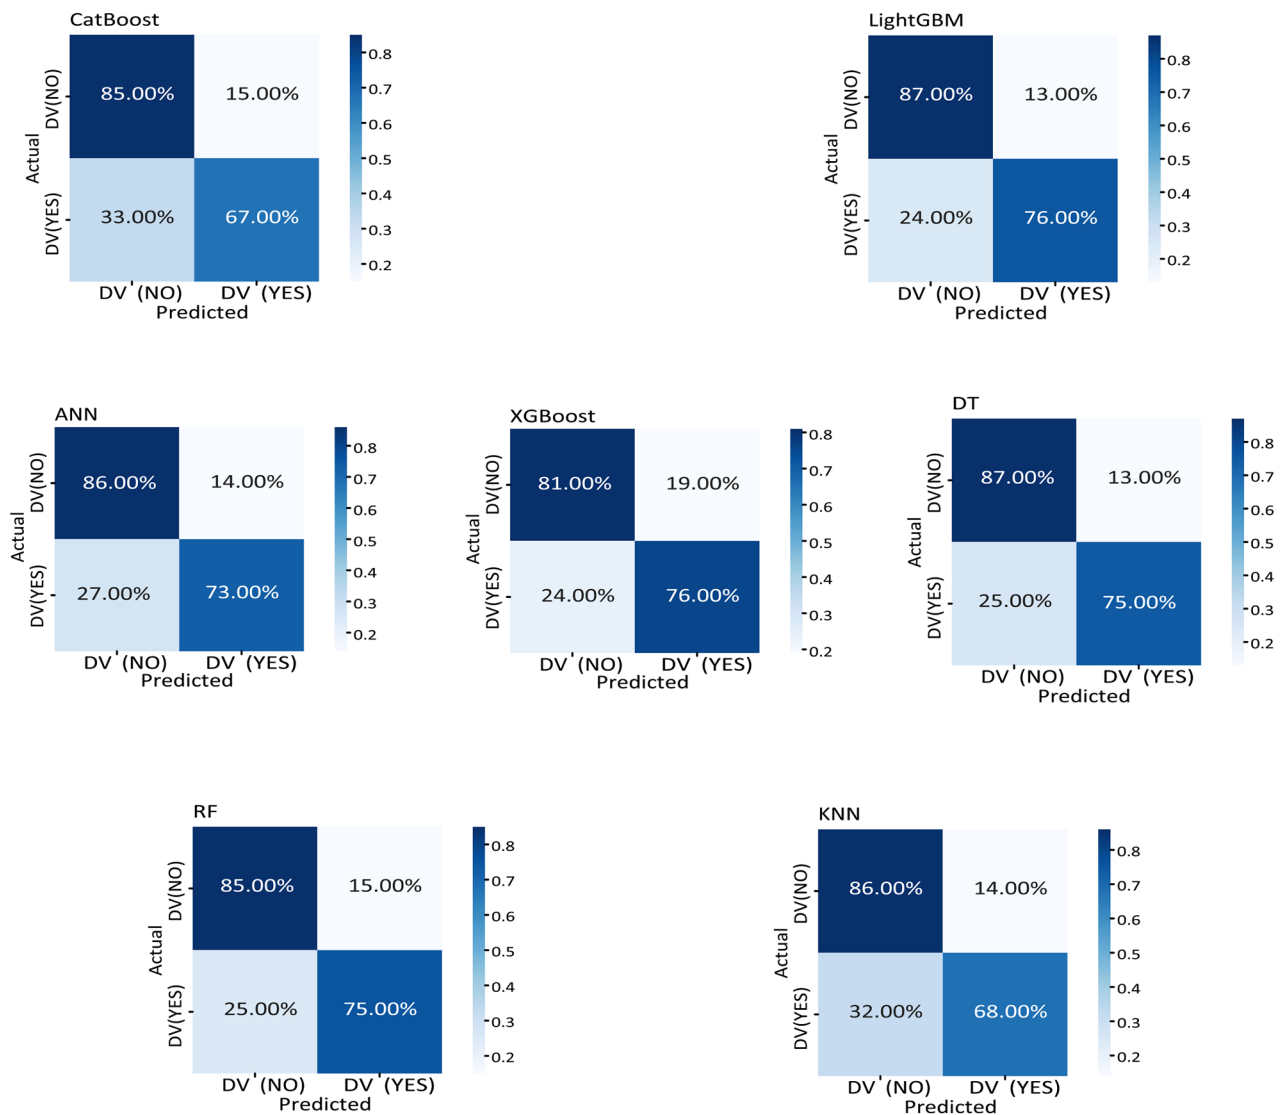 CatBoost
DV(NO)
85.00% 15.00%
Actual
DV(YES)
33.00% 67.00%
DV (NO) DV (YES)
Predicted
0.8
0.7
0.6
0.5
0.4
0.3
0.2
LightGBM
DV(NO)
87.00% 13.00%
Actual
DV(YES)
24.00% 76.00%
DV (NO) DV (YES)
Predicted
0.8
0.7
0.6
0.5
0.4
0.3
0.2
ANN
DV(NO)
86.00% 14.00%
Actual
DV(YES)
27.00% 73.00%
DV (NO) DV (YES)
Predicted
0.8
0.7
0.6
0.5
0.4
0.3
0.2
XGBoost
DV(NO)
81.00% 19.00%
Actual
DV(YES)
24.00% 76.00%
DV (NO) DV (YES)
Predicted
0.8
0.7
0.6
0.5
0.4
0.3
0.2
DT
DV(NO)
87.00% 13.00%
Actual
DV(YES)
25.00% 75.00%
DV (NO) DV (YES)
Predicted
0.8
0.7
0.6
0.5
0.4
0.3
0.2
RF
DV(NO)
85.00% 15.00%
Actual
DV(YES)
25.00% 75.00%
DV (NO) DV (YES)
Predicted
0.8
0.7
0.6
0.5
0.4
0.3
0.2
KNN
DV(NO)
86.00% 14.00%
Actual
DV(YES)
32.00% 68.00%
DV (NO) DV (YES)
Predicted
0.8
0.7
0.6
0.5
0.4
0.3
0.2